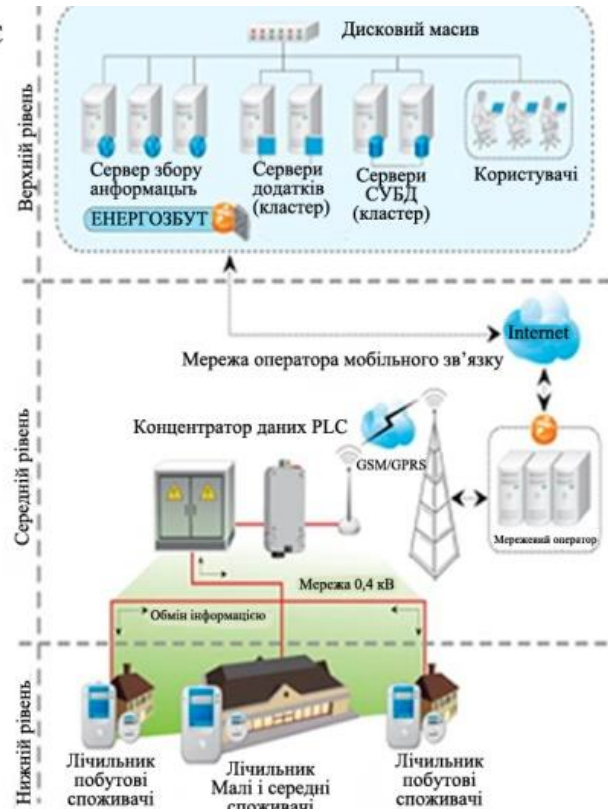 С
Дисковий масив
Верхній рівень
Сервер збору
анформацыъ
Сервери
додатків
(кластер)
Сервери
СУБД
(кластер)
Користувачі
ЕНЕРГОЗБУТ
Internet
Мережа оператора мобільного зв’язку
Середній рівень
Концентратор даних PLC
GSM/GPRS
Мережевий оператор
Мережа 0,4 кВ
Обмін інформацією
Нижній рівень
Лічильник
побутові
споживачі
Лічильник
Малі і середні
споживачі
Лічильник
побутові
споживачі